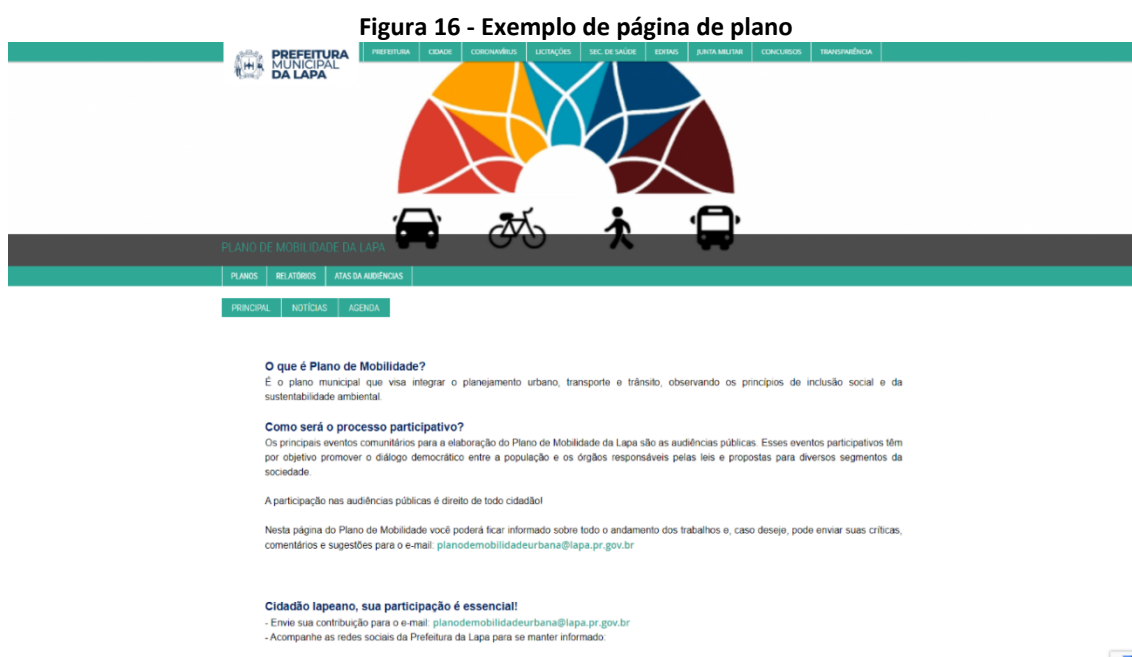 Figura 16 - Exemplo de página de plano
PREFEITURA
MUNICIPAL
DA LAPA
PREFEITURA CIDADE CORONAVÍRUS LICITAÇÕES SEC. DE SAÚDE EDITAIS JUNTA MILITAR CONCURSOS TRANSPARÊNCIA
PLANO DE MOBILIDADE DA LAPA
PLANOS RELATÓRIOS ATAS DA AUDIÊNCIAS
PRINCIPAL NOTÍCIAS AGENDA
O que é Plano de Mobilidade?
É o plano municipal que visa integrar o planejamento urbano, transporte e trânsito, observando os princípios de inclusão social e da
sustentabilidade ambiental.
Como será o processo participativo?
Os principais eventos comunitários para a elaboração do Plano de Mobilidade da Lapa são as audiências públicas. Esses eventos participativos têm
por objetivo promover o diálogo democrático entre a população e os órgãos responsáveis pelas leis e propostas para diversos segmentos da
sociedade.
A participação nas audiências públicas é direito de todo cidadão!
Nesta página do Plano de Mobilidade você poderá ficar informado sobre todo o andamento dos trabalhos e, caso deseje, pode enviar suas críticas,
comentários e sugestões para o e-mail: planodemobilidadeurbana@lapa.pr.gov.br
Cidadão lapeano, sua participação é essencial!
- Envie sua contribuição para o e-mail: planodemobilidadeurbana@lapa.pr.gov.br
- Acompanhe as redes sociais da Prefeitura da Lapa para se manter informado: